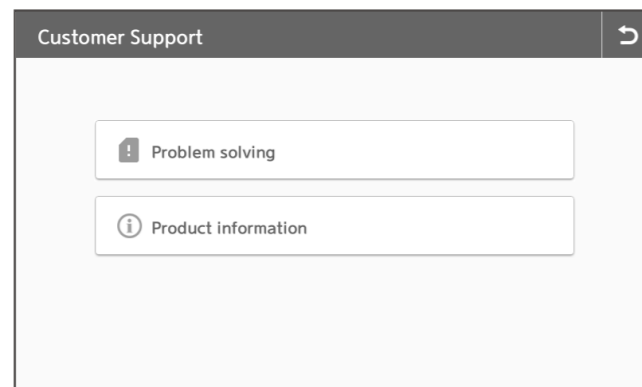 Customer Support
Problem solving
Product information